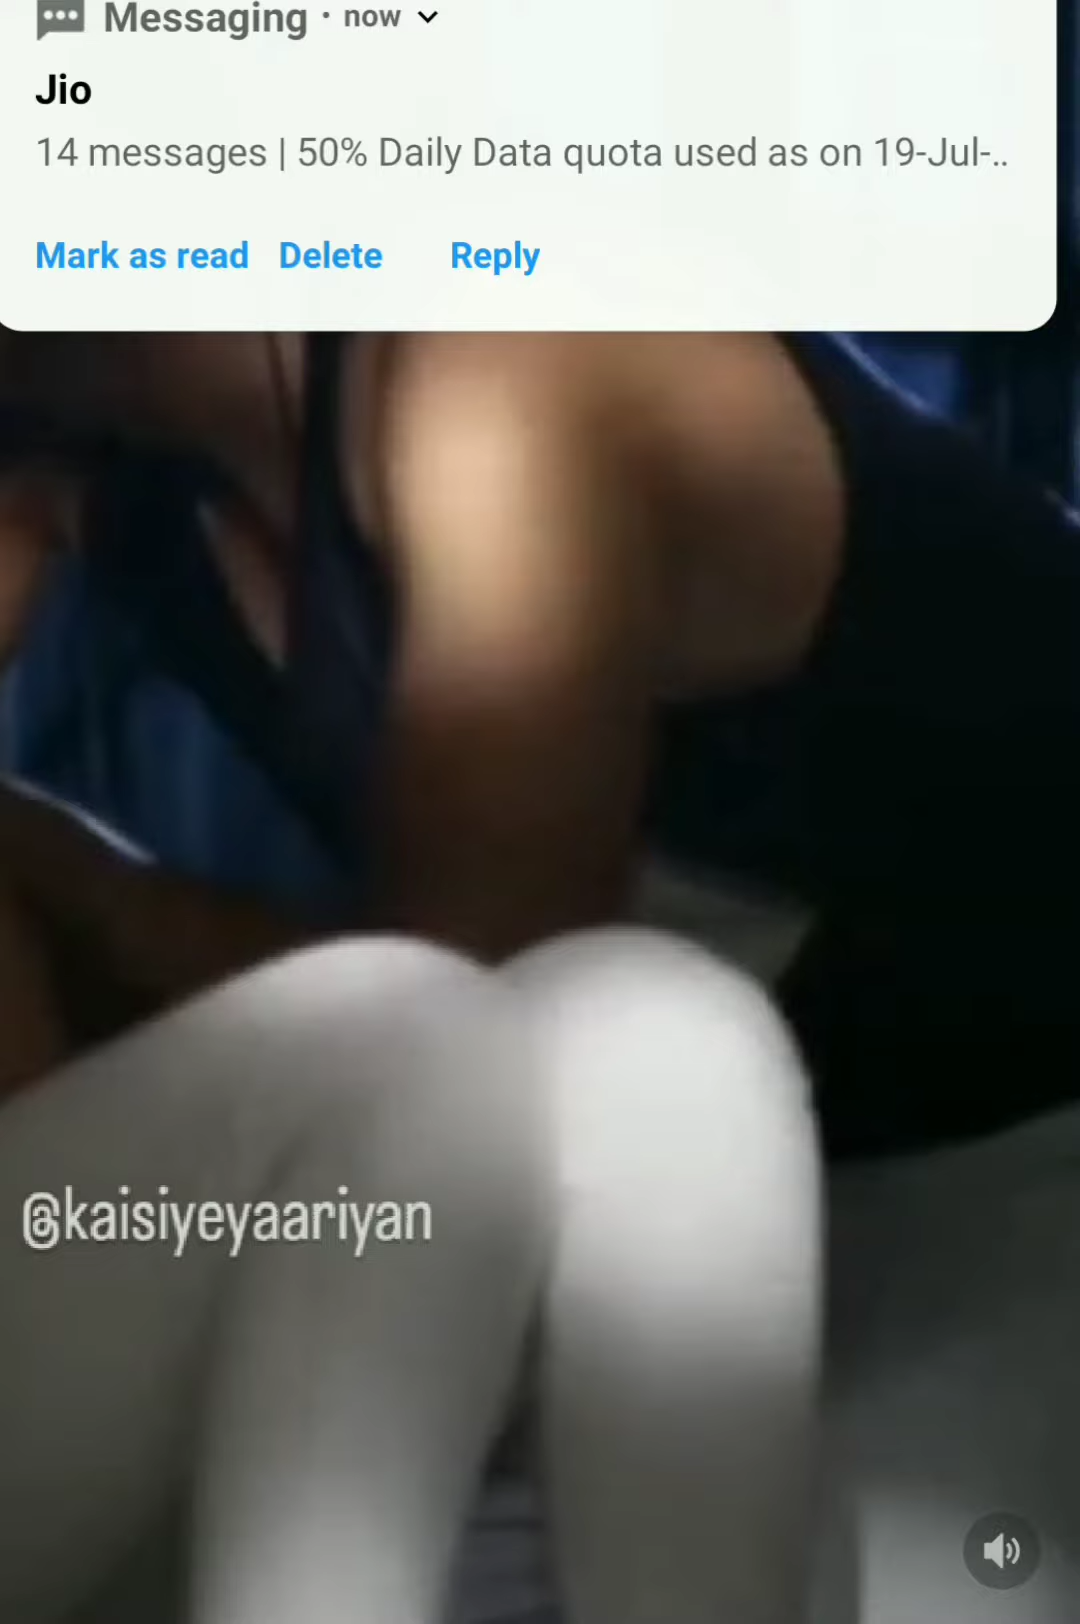 Messaging · now
Jio
14 messages | 50% Daily Data quota used as on 19-Jul-..
Mark as read Delete Reply
@kaisiyeyaariyan